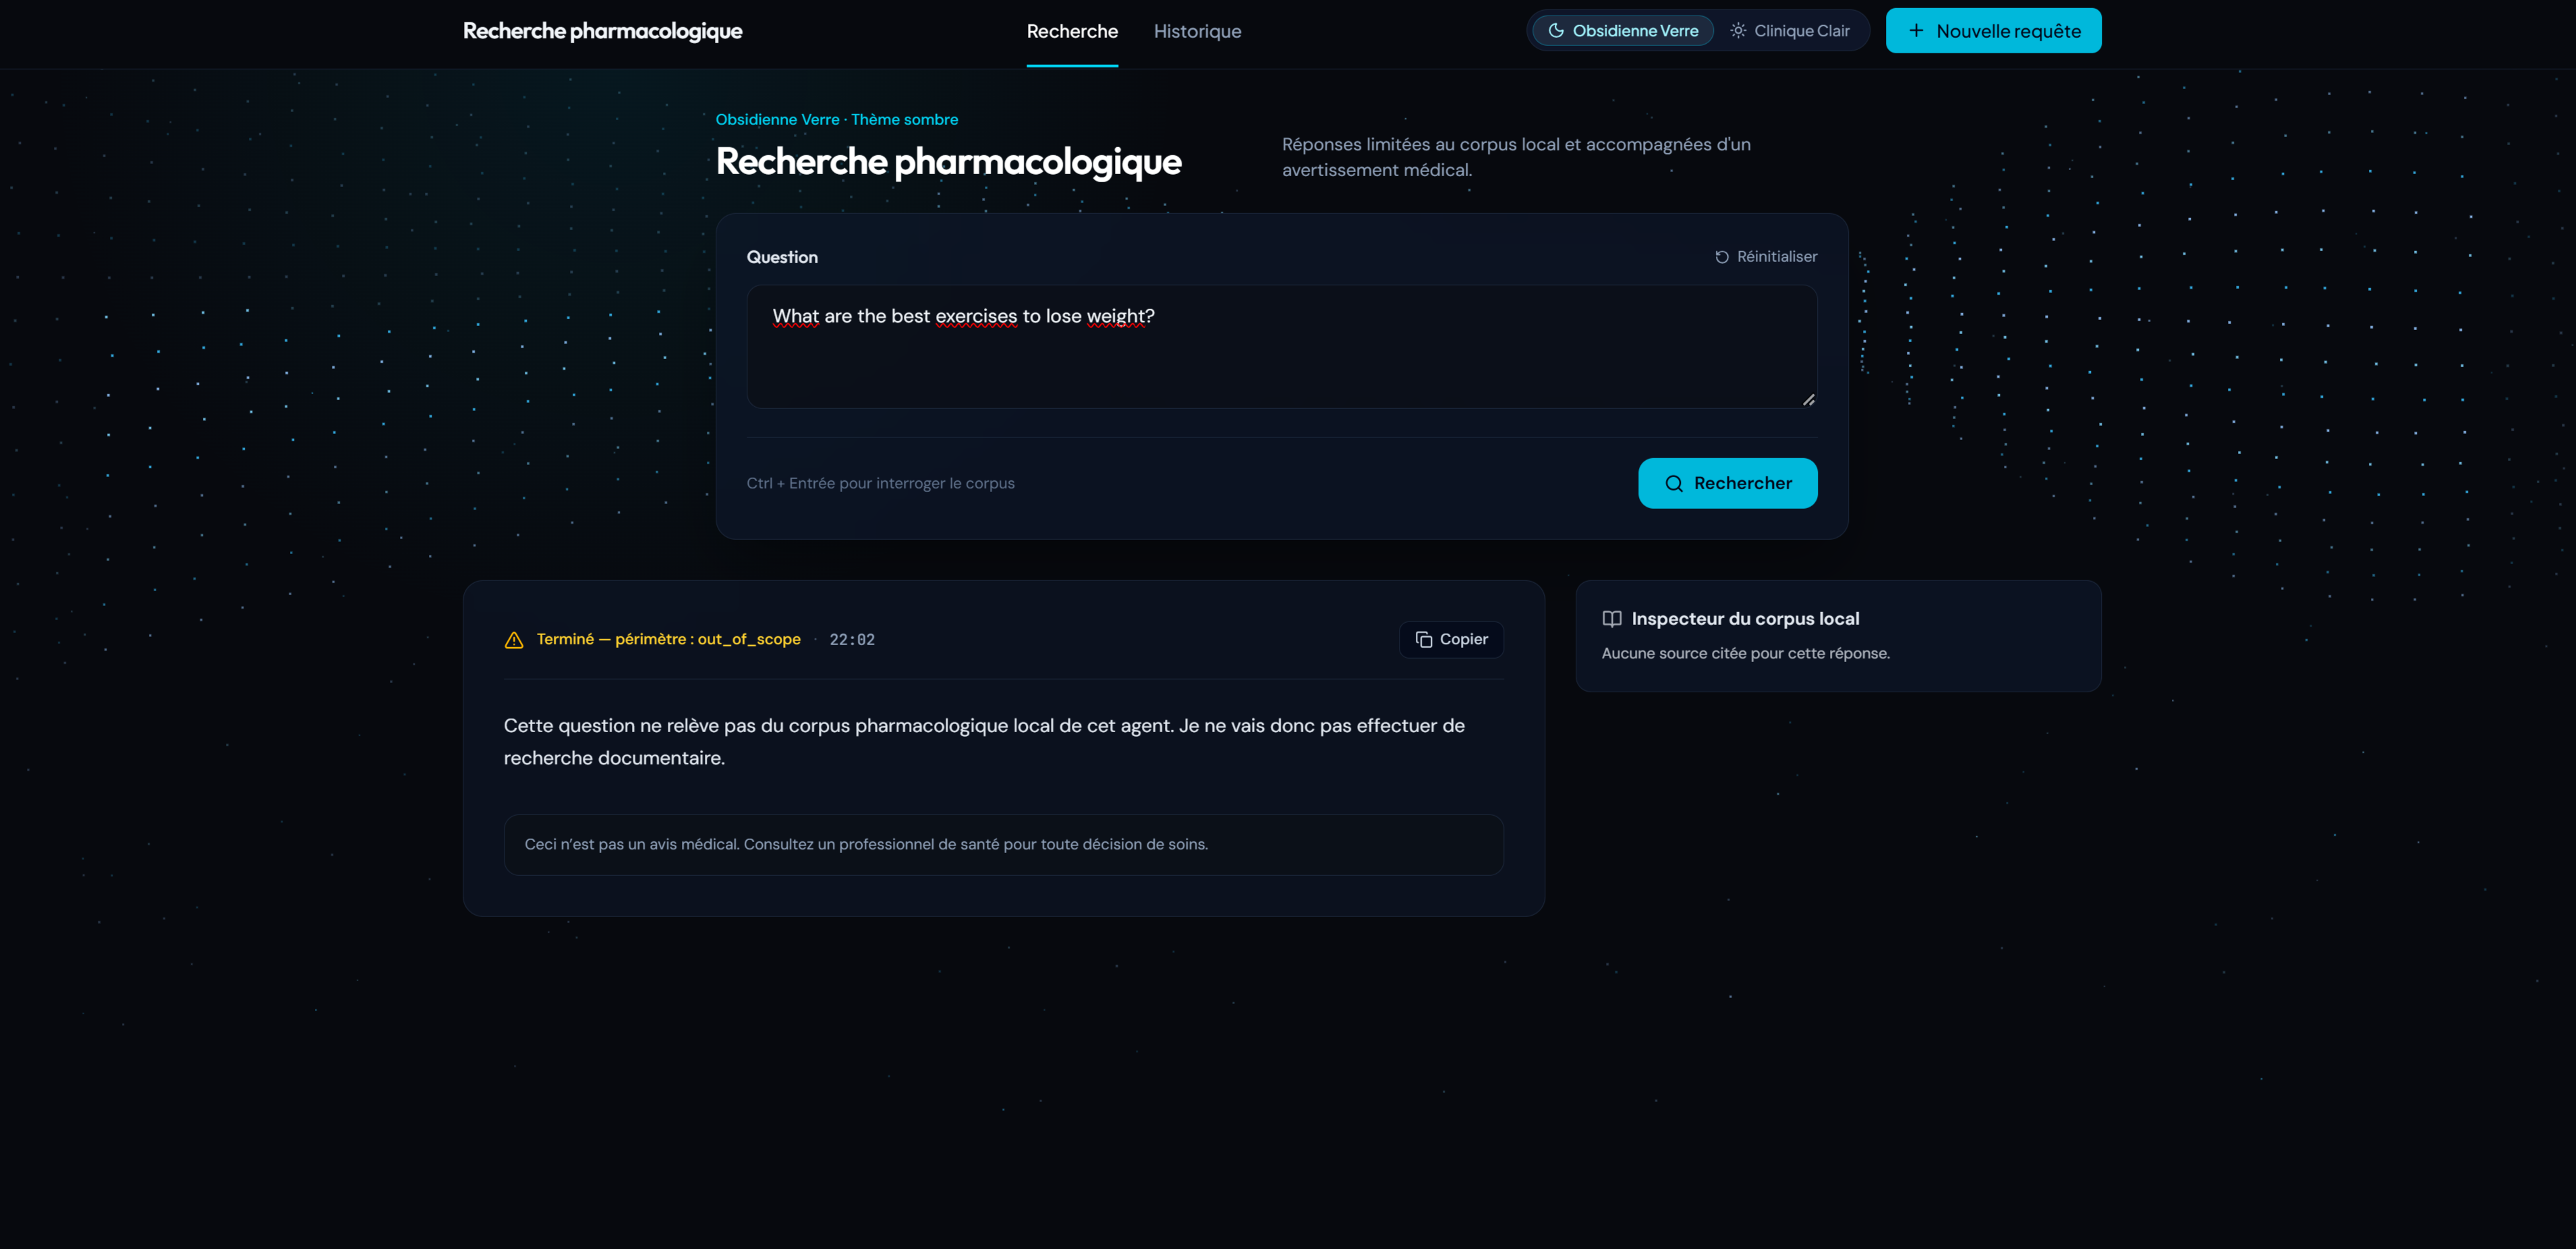 Recherche pharmacologique
Recherche
Historique
Obsidienne Verre
Clinique Clair
Nouvelle requête
Obsidienne Verre · Thème sombre
Recherche pharmacologique
Réponses limitées au corpus local et accompagnées d'un
avertissement médical.
Question
Réinitialiser
What are the best exercises to lose weight?
Ctrl + Entrée pour interroger le corpus
Rechercher
Terminé — périmètre : out_of_scope · 22:02
Copier
Cette question ne relève pas du corpus pharmacologique local de cet agent. Je ne vais donc pas effectuer de
recherche documentaire.
Ceci n’est pas un avis médical. Consultez un professionnel de santé pour toute décision de soins.
Inspecteur du corpus local
Aucune source citée pour cette réponse.